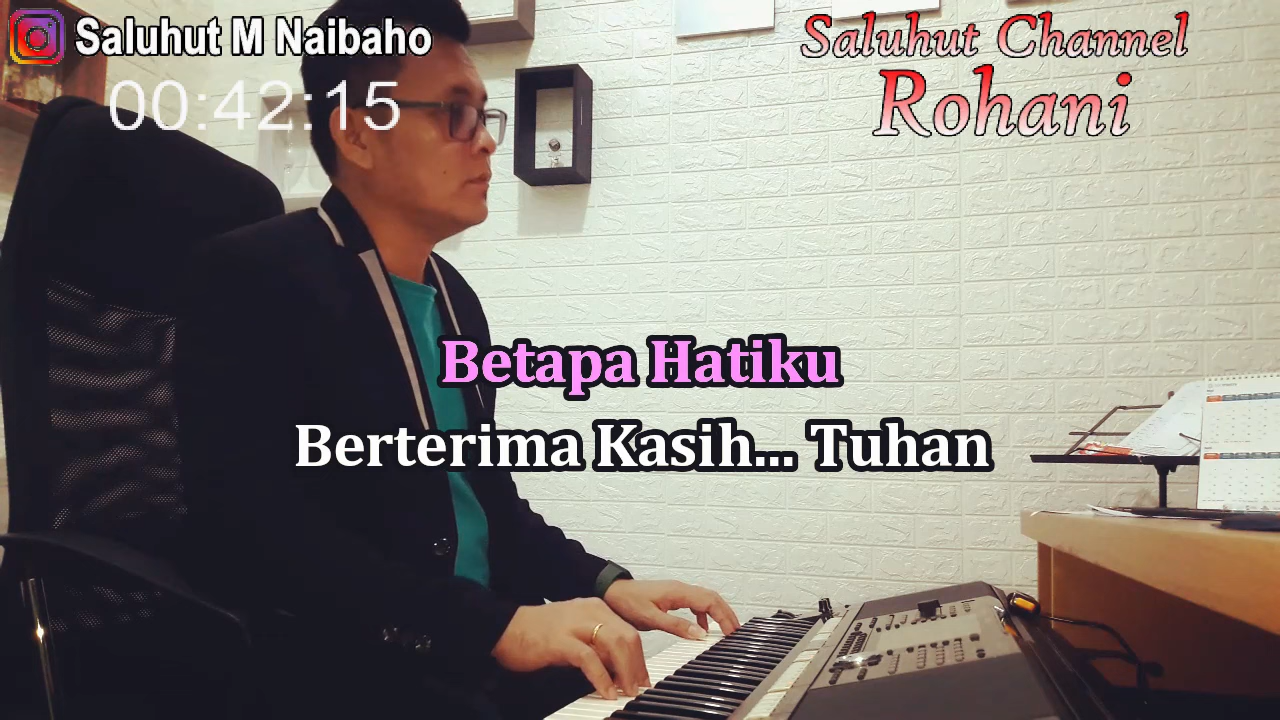 Saluhut M Naibaho
00:42:15
Saluhut Channel
Rohani
Betapa Hatiku
Berterima Kasih... Tuhan